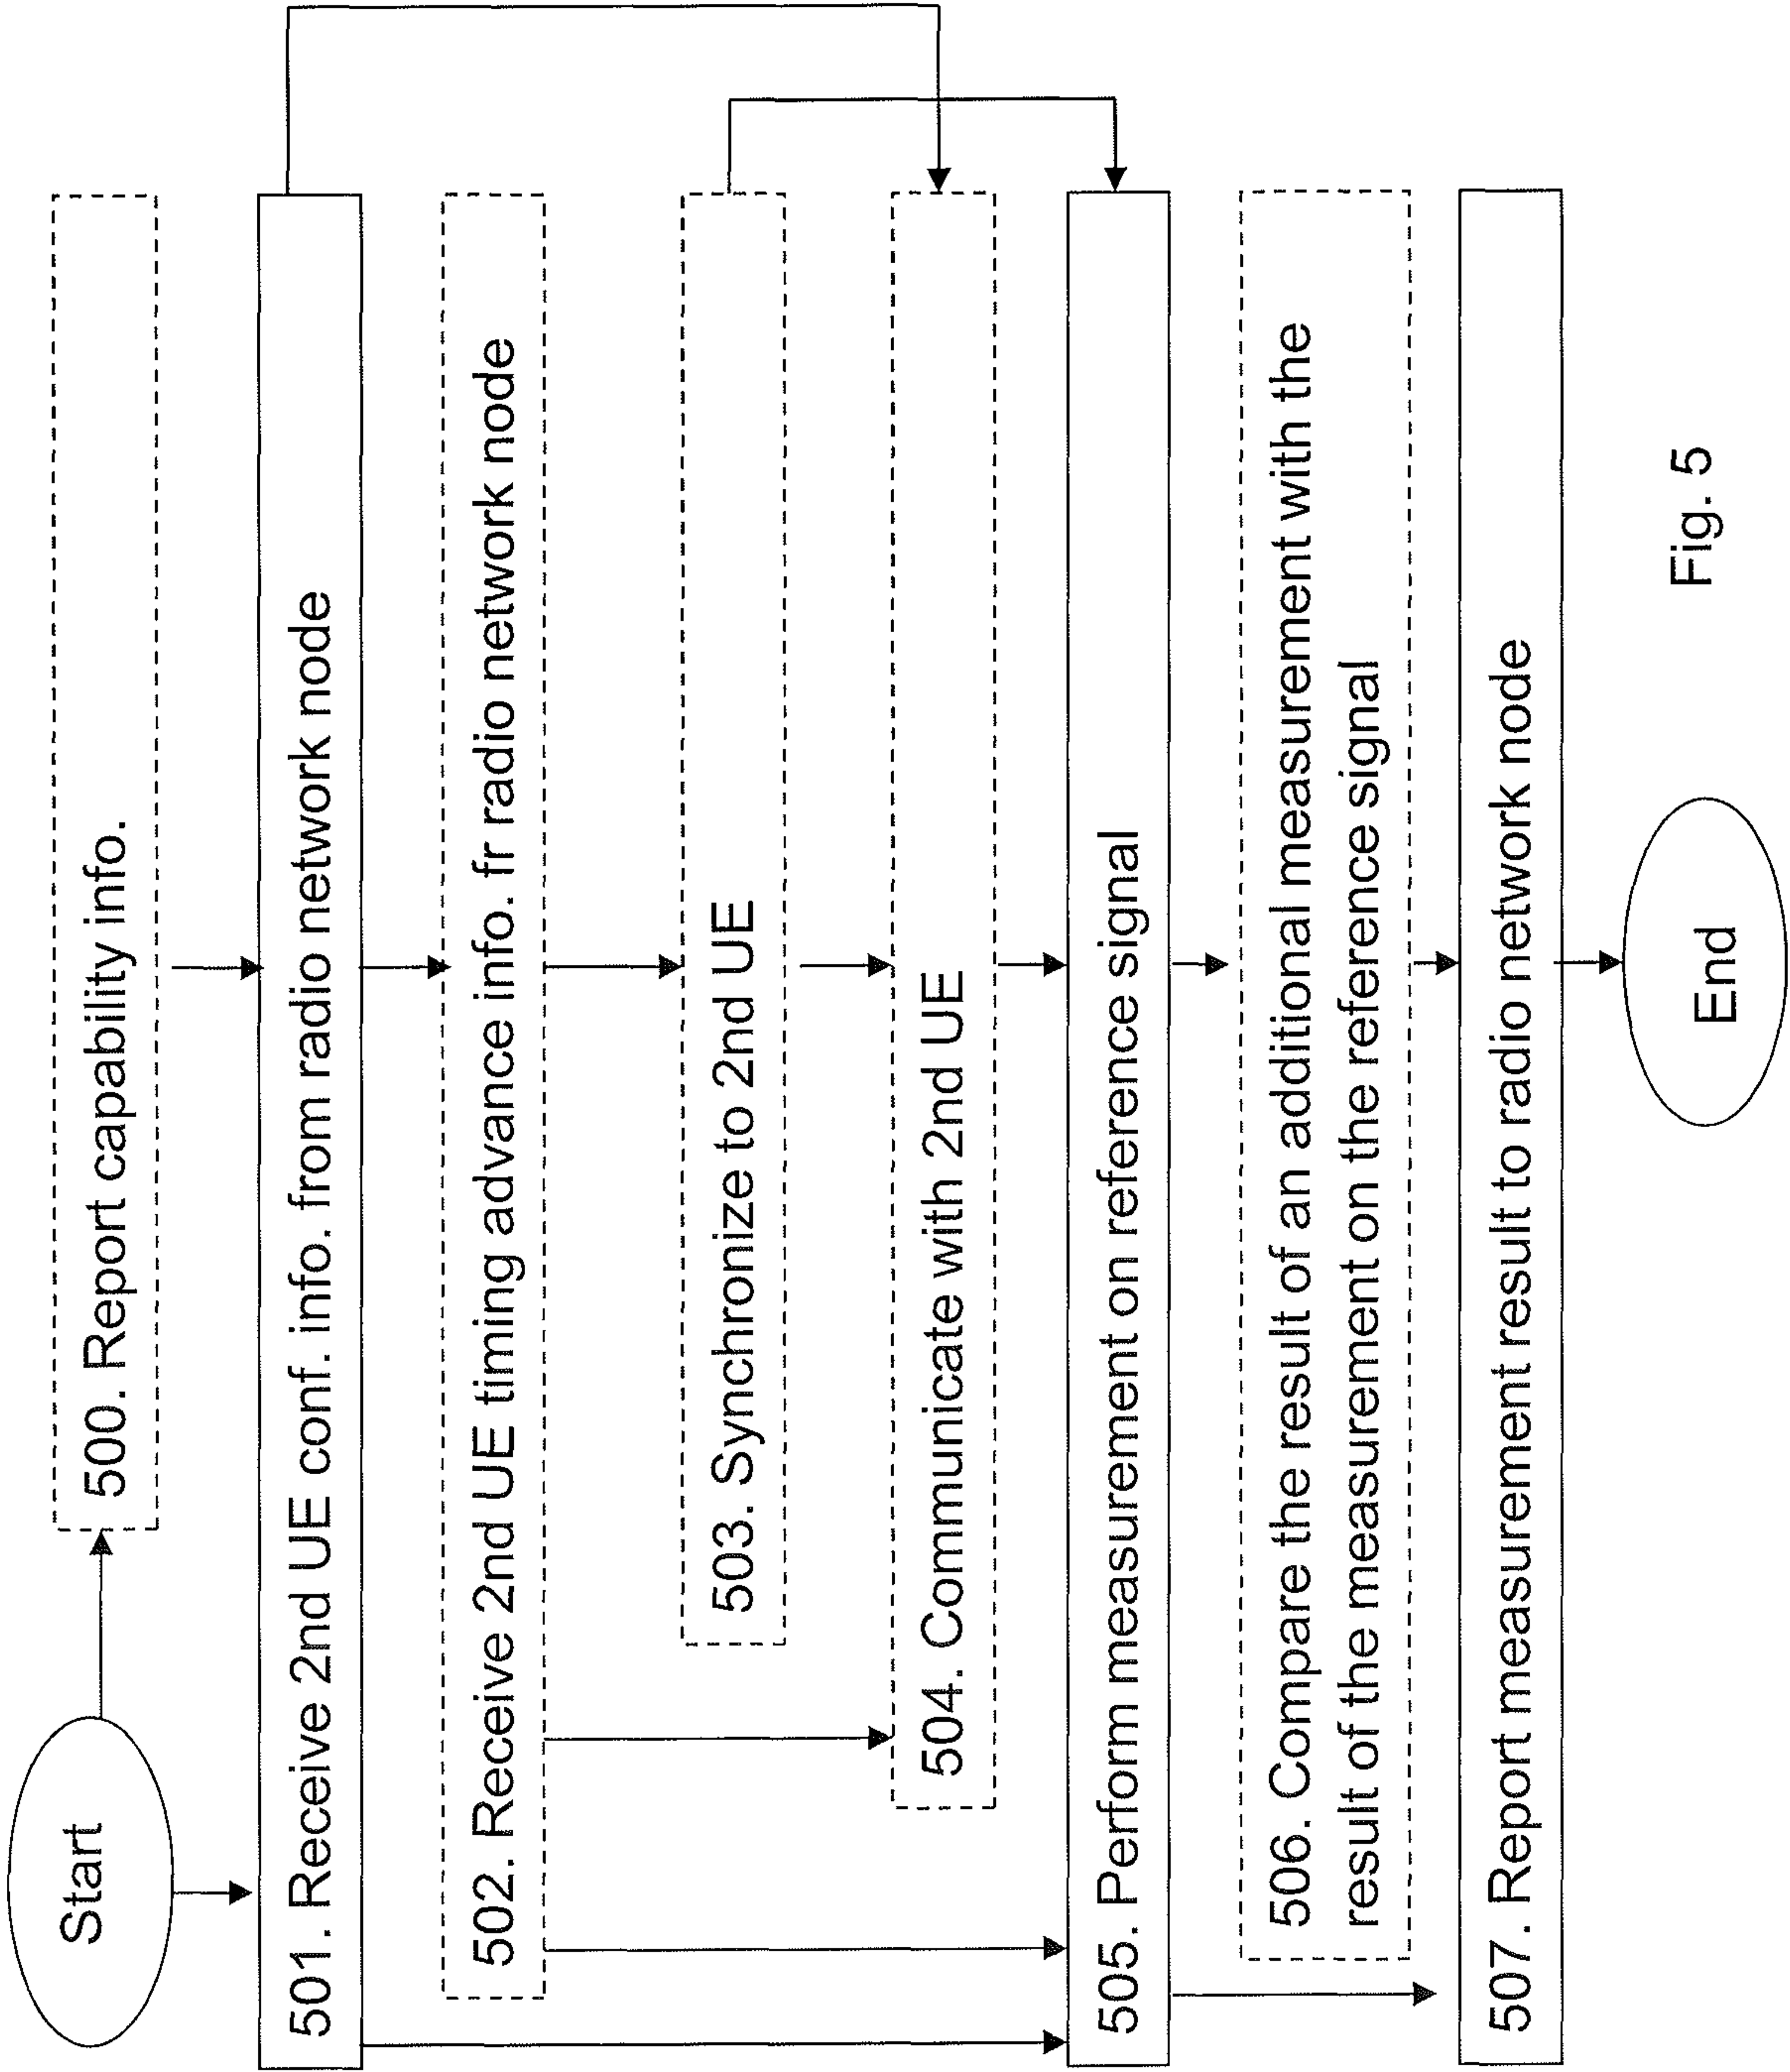 Start
500. Report capability info.
501. Receive 2nd UE conf. info. from radio network node
502. Receive 2nd UE timing advance info. fr radio network node
503. Synchronize to 2nd UE
504. Communicate with 2nd UE
505. Perform measurement on reference signal
506. Compare the result of an additional measurement with the
result of the measurement on the reference signal
507. Report measurement result to radio network node
End
Fig. 5